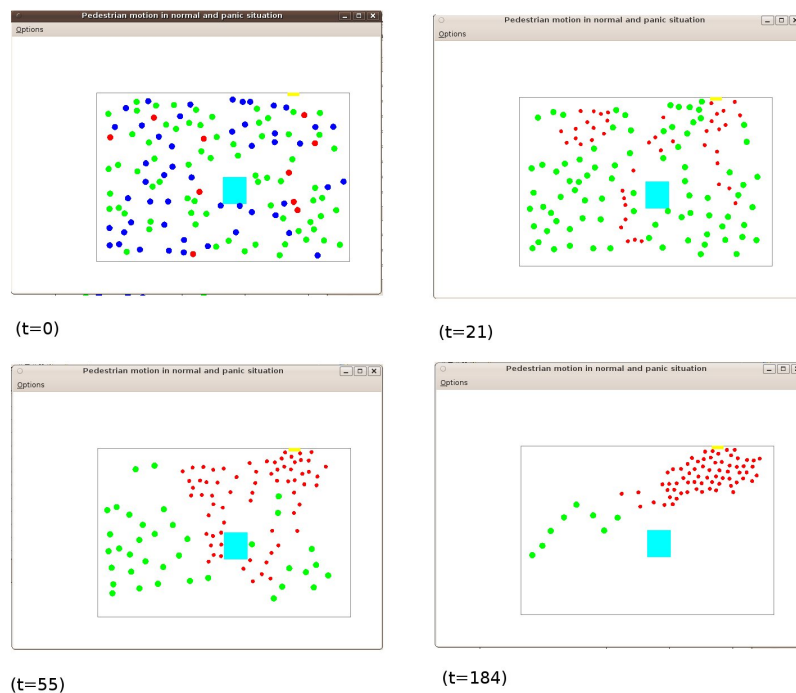 Pedestrian motion in normal and panic situation
Options
(t=0)
Pedestrian motion in normal and panic situation
Options
(t=21)
Pedestrian motion in normal and panic situation
Options
(t=55)
Pedestrian motion in normal and panic situation
Options
(t=184)